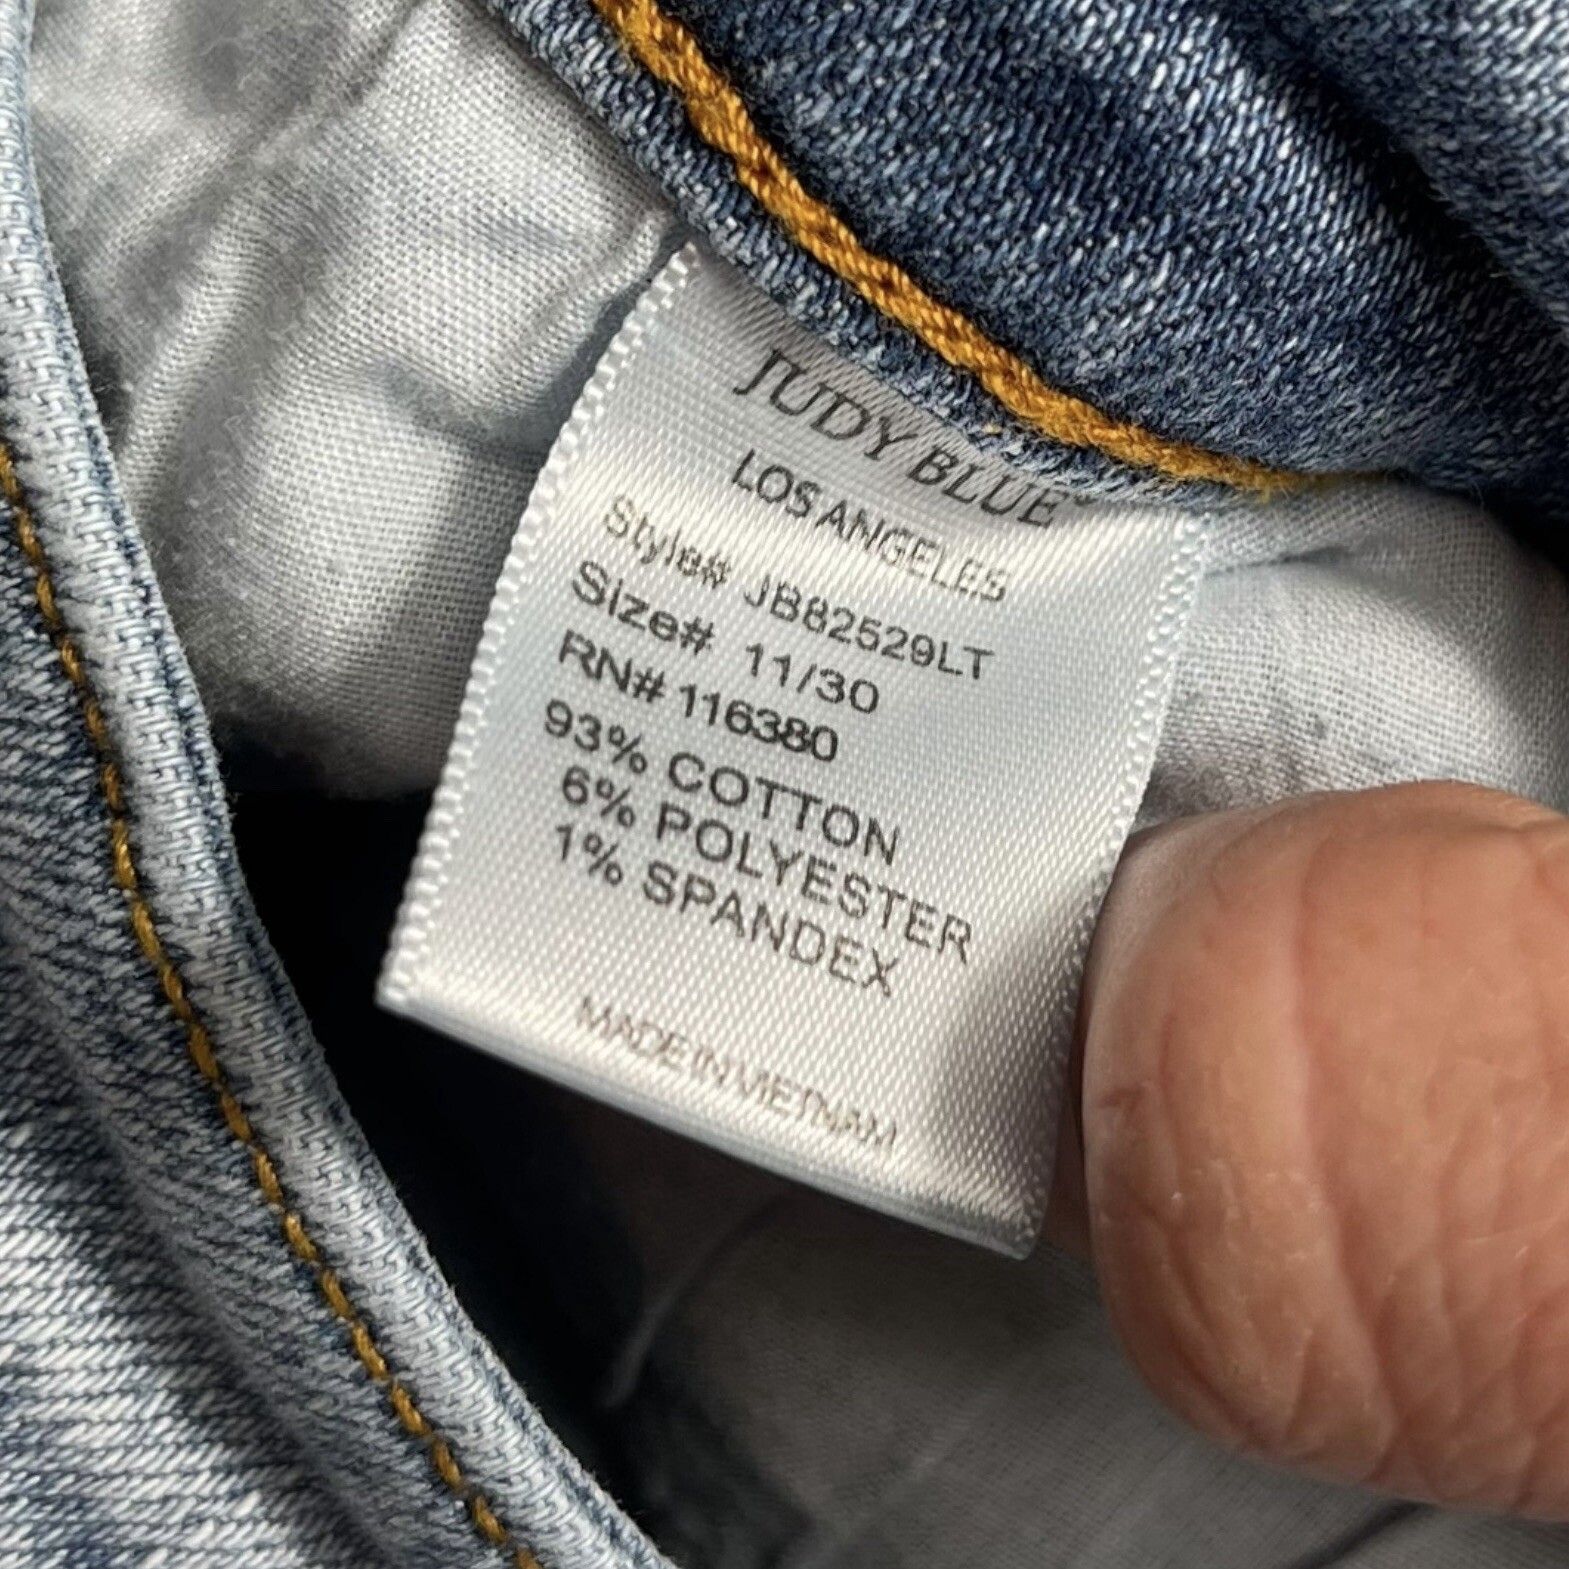 JUDY BLUE®
LOS ANGELES
Style# JB82529LT
Size# 11/30
RN# 116380
93% COTTON
6% POLYESTER
1% SPANDEX
MADE IN VIETNAM